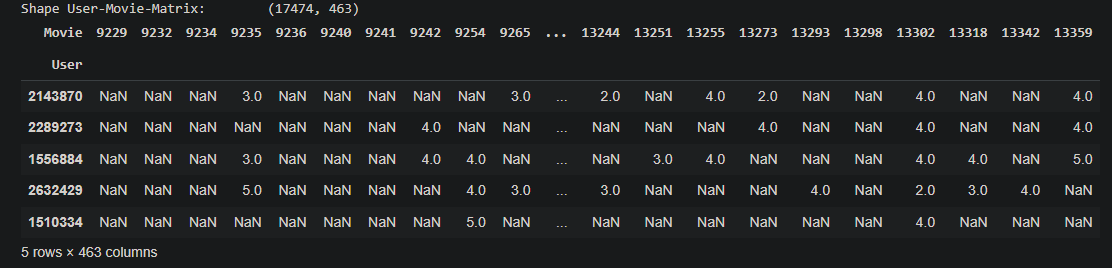 Shape User-Movie-Matrix: (17474, 463)
Movie 9229 9232 9234 9235 9236 9240 9241 9242 9254 9265 ... 13244 13251 13255 13273 13293 13298 13302 13318 13342 13359
User
2143870 NaN NaN NaN 3.0 NaN NaN NaN NaN NaN 3.0 ... 2.0 NaN 4.0 2.0 NaN NaN 4.0 NaN NaN 4.0
2289273 NaN NaN NaN NaN NaN NaN NaN 4.0 NaN NaN ... NaN NaN NaN 4.0 NaN NaN 4.0 NaN NaN 4.0
1556884 NaN NaN NaN 3.0 NaN NaN NaN 4.0 4.0 NaN ... NaN 3.0 4.0 NaN NaN NaN 4.0 4.0 NaN 5.0
2632429 NaN NaN NaN 5.0 NaN NaN NaN NaN 4.0 3.0 ... 3.0 NaN NaN NaN 4.0 NaN 2.0 3.0 4.0 NaN
1510334 NaN NaN NaN NaN NaN NaN NaN NaN 5.0 NaN ... NaN NaN NaN NaN NaN NaN 4.0 NaN NaN NaN
5 rows × 463 columns